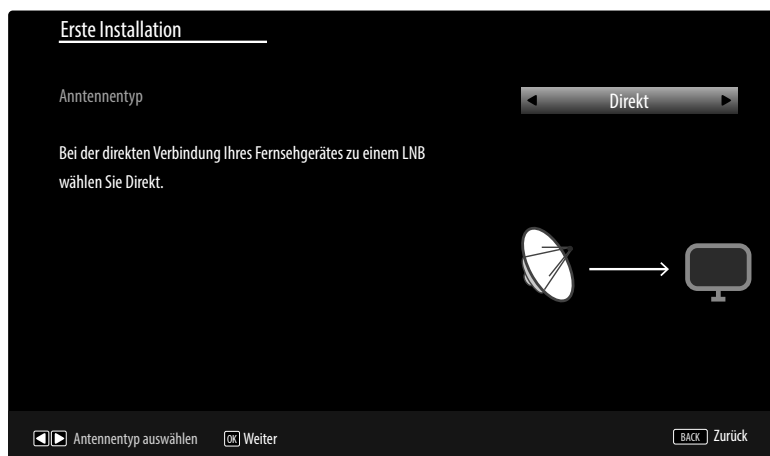 Erste Installation
Anntennentyp
Direkt
Bei der direkten Verbindung Ihres Fernsehgerätes zu einem LNB
wählen Sie Direkt.
Antennentyp auswählen OK Weiter BACK Zurück